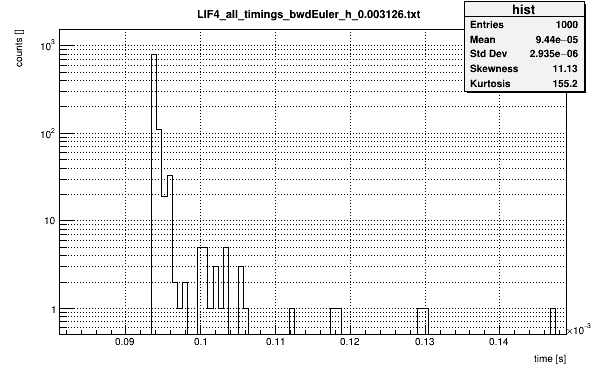 LIF4_all_timings_bwdEuler_h_0.003126.txt
hist
Entries 1000
Mean 9.44e−05
Std Dev 2.935e−06
Skewness 11.13
Kurtosis 155.2
counts []
10³
10²
10
1
0.09 0.1 0.11 0.12 0.13 0.14
×10⁻³
time [s]